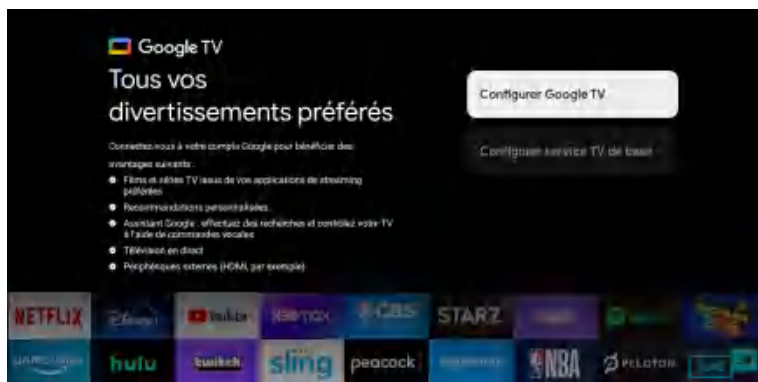 Google TV
Tous vos
divertissements préférés
Connectez-vous à votre compte Google pour bénéficier des
avantages suivants :
Films et séries TV issus de vos applications de streaming
préférées
Recommandations personnalisées
Assistant Google : effectuez des recherches et contrôlez votre TV
à l'aide de commandes vocales
Télévision en direct
Périphériques externes (HDMI, par exemple)
Configurer Google TV
Configurer service TV de base
NETFLIX
Disney+
YouTube
HBOMAX
CBS
STARZ
hulu
twitch
sling
peacock
NBA
PELOTON